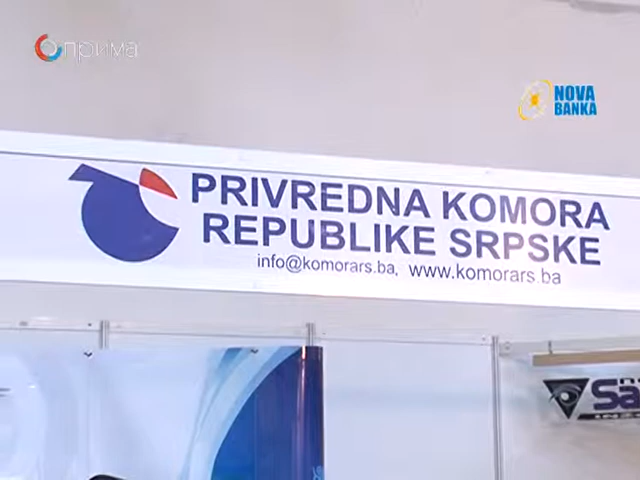 прима
NOVA
BANKA
PRIVREDNA KOMORA
REPUBLIKE SRPSKE
info@komorars.ba, www.komorars.ba